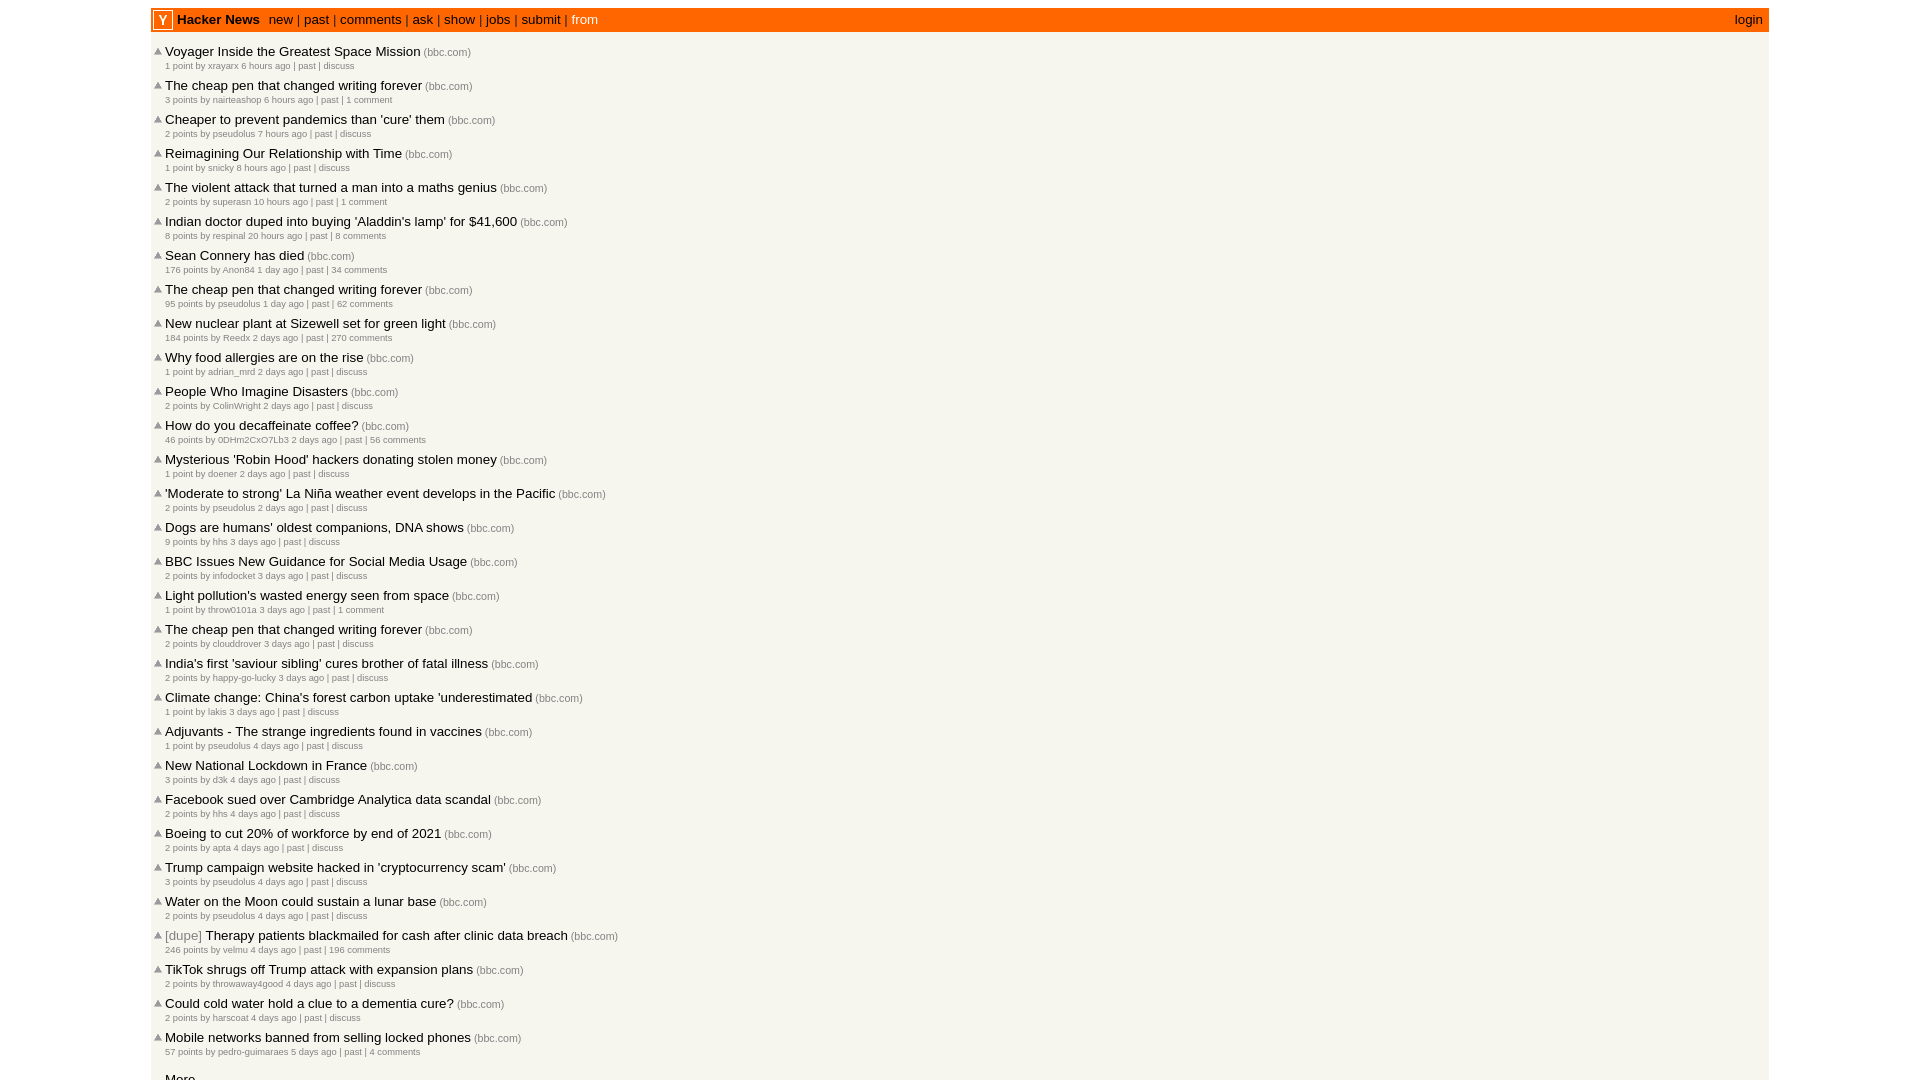 Y Hacker News new | past | comments | ask | show | jobs | submit | from login
Voyager Inside the Greatest Space Mission (bbc.com)
1 point by xrayarx 6 hours ago | past | discuss
The cheap pen that changed writing forever (bbc.com)
3 points by nairteashop 6 hours ago | past | 1 comment
Cheaper to prevent pandemics than 'cure' them (bbc.com)
2 points by pseudolus 7 hours ago | past | discuss
Reimagining Our Relationship with Time (bbc.com)
1 point by snicky 8 hours ago | past | discuss
The violent attack that turned a man into a maths genius (bbc.com)
2 points by superasn 10 hours ago | past | 1 comment
Indian doctor duped into buying 'Aladdin's lamp' for $41,600 (bbc.com)
8 points by respinal 20 hours ago | past | 8 comments
Sean Connery has died (bbc.com)
176 points by Anon84 1 day ago | past | 34 comments
The cheap pen that changed writing forever (bbc.com)
95 points by pseudolus 1 day ago | past | 62 comments
New nuclear plant at Sizewell set for green light (bbc.com)
184 points by Reedx 2 days ago | past | 270 comments
Why food allergies are on the rise (bbc.com)
1 point by adrian_mrd 2 days ago | past | discuss
People Who Imagine Disasters (bbc.com)
2 points by ColinWright 2 days ago | past | discuss
How do you decaffeinate coffee? (bbc.com)
46 points by 0DHm2CxO7Lb3 2 days ago | past | 56 comments
Mysterious 'Robin Hood' hackers donating stolen money (bbc.com)
1 point by doener 2 days ago | past | discuss
'Moderate to strong' La Niña weather event develops in the Pacific (bbc.com)
2 points by pseudolus 2 days ago | past | discuss
Dogs are humans' oldest companions, DNA shows (bbc.com)
9 points by hhs 3 days ago | past | discuss
BBC Issues New Guidance for Social Media Usage (bbc.com)
2 points by infodocket 3 days ago | past | discuss
Light pollution's wasted energy seen from space (bbc.com)
1 point by throw0101a 3 days ago | past | 1 comment
The cheap pen that changed writing forever (bbc.com)
2 points by clouddrover 3 days ago | past | discuss
India's first 'saviour sibling' cures brother of fatal illness (bbc.com)
2 points by happy-go-lucky 3 days ago | past | discuss
Climate change: China's forest carbon uptake 'underestimated (bbc.com)
1 point by lakis 3 days ago | past | discuss
Adjuvants - The strange ingredients found in vaccines (bbc.com)
1 point by pseudolus 4 days ago | past | discuss
New National Lockdown in France (bbc.com)
3 points by d3k 4 days ago | past | discuss
Facebook sued over Cambridge Analytica data scandal (bbc.com)
2 points by hhs 4 days ago | past | discuss
Boeing to cut 20% of workforce by end of 2021 (bbc.com)
2 points by apta 4 days ago | past | discuss
Trump campaign website hacked in 'cryptocurrency scam' (bbc.com)
3 points by pseudolus 4 days ago | past | discuss
Water on the Moon could sustain a lunar base (bbc.com)
2 points by pseudolus 4 days ago | past | discuss
[dupe] Therapy patients blackmailed for cash after clinic data breach (bbc.com)
246 points by velmu 4 days ago | past | 196 comments
TikTok shrugs off Trump attack with expansion plans (bbc.com)
2 points by throwaway4good 4 days ago | past | discuss
Could cold water hold a clue to a dementia cure? (bbc.com)
2 points by harscoat 4 days ago | past | discuss
Mobile networks banned from selling locked phones (bbc.com)
57 points by pedro-guimaraes 5 days ago | past | 4 comments
More